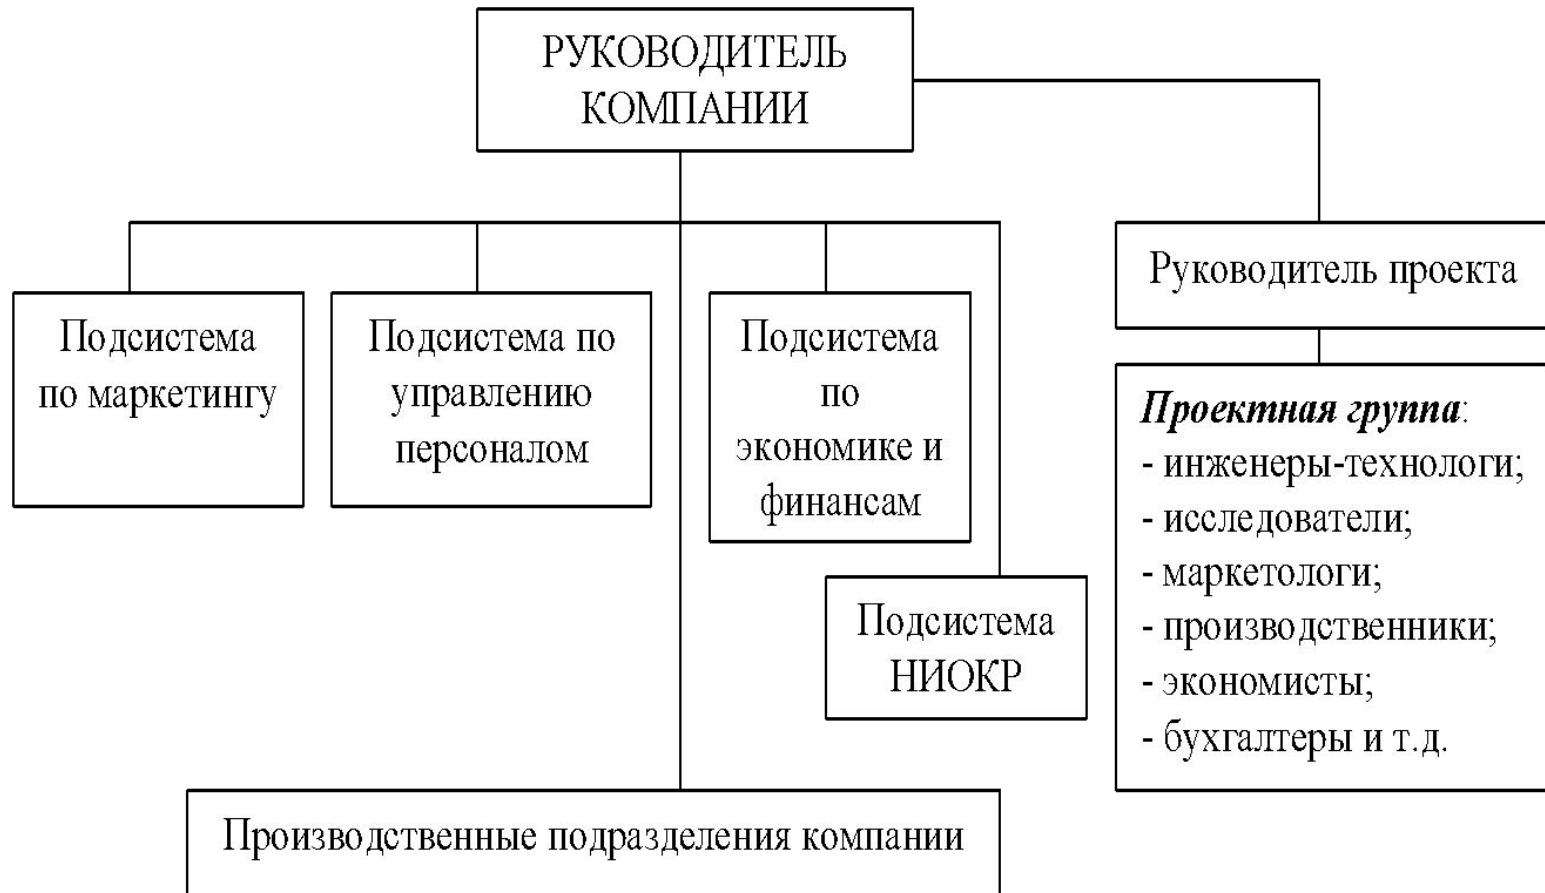 РУКОВОДИТЕЛЬ
КОМПАНИИ
Руководитель проекта
Подсистема
по маркетингу
Подсистема по
управлению
персоналом
Подсистема
по
экономике и
финансам
Проектная группа:
- инженеры-технологи;
- исследователи;
- маркетологи;
- производственники;
- экономисты;
- бухгалтеры и т.д.
Подсистема
НИОКР
Производственные подразделения компании